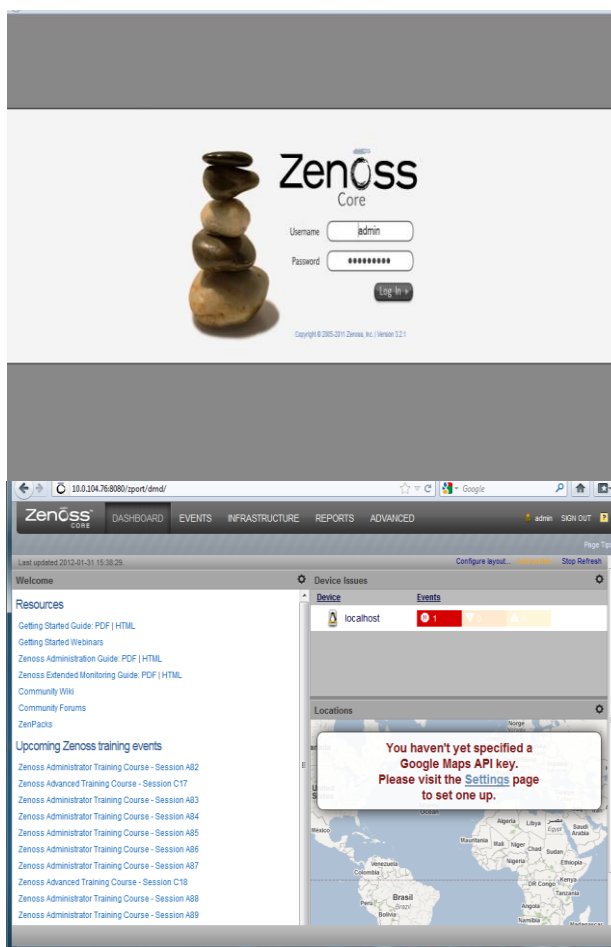 Zenoss
Core
Username admin
Password
Log In
Copyright © 2005-2011 Zenoss, Inc. | Version 3.2.1
10.0.104.76:8080/zport/dmd/
Google
Zenoss CORE DASHBOARD EVENTS INFRASTRUCTURE REPORTS ADVANCED admin SIGN OUT ?
Page Tips
Last updated 2012-01-31 15:38:29 Configure layout... Stop Refresh
Welcome
Resources
Getting Started Guide: PDF | HTML
Getting Started Webinars
Zenoss Administration Guide: PDF | HTML
Zenoss Extended Monitoring Guide: PDF | HTML
Community Wiki
Community Forums
ZenPacks
Upcoming Zenoss training events
Zenoss Administrator Training Course - Session A82
Zenoss Advanced Training Course - Session C17
Zenoss Administrator Training Course - Session A83
Zenoss Administrator Training Course - Session A84
Zenoss Administrator Training Course - Session A85
Zenoss Administrator Training Course - Session A86
Zenoss Administrator Training Course - Session A87
Zenoss Advanced Training Course - Session C18
Zenoss Administrator Training Course - Session A88
Zenoss Administrator Training Course - Session A89
Device Issues
Device Events
localhost 1
Locations
You haven't yet specified a
Google Maps API key.
Please visit the Settings page
to set one up.
Norge
Ocean
México
Algeria
Libya
مصر
Egypt
Saudi
Arabia
Mauritania
Mali
Niger
Chad
Sudan
Venezuela
Nigeria
Ethiopia
Colombia
Kenya
DR Congo
Tanzania
Perú
Brasil
Brazil
Angola
Bolivia
Namibia
Madagascar